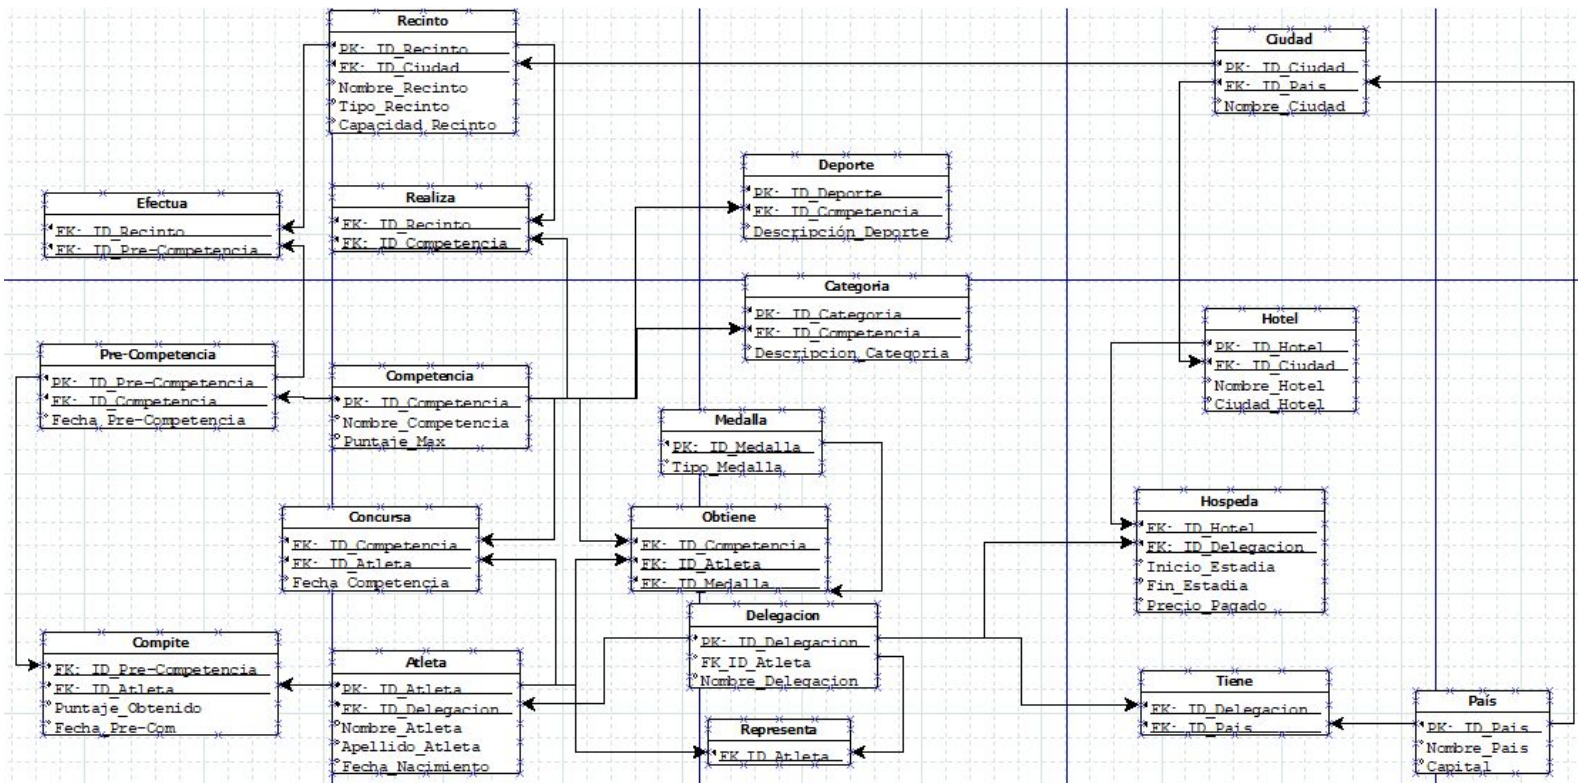 Recinto
PK: ID_Recinto
FK: ID_Ciudad
Nombre_Recinto
Tipo_Recinto
Capacidad_Recinto
Ciudad
PK: ID_Ciudad
FK: ID_Pais
Nombre_Ciudad
Deporte
PK: ID_Deporte
FK: ID_Competencia
Descripción_Deporte
Efectua
FK: ID_Recinto
FK: ID_Pre-Competencia
Realiza
FK: ID_Recinto
FK: ID_Competencia
Categoria
PK: ID_Categoria
FK: ID_Competencia
Descripcion_Categoria
Hotel
PK: ID_Hotel
FK: ID_Ciudad
Nombre_Hotel
Ciudad_Hotel
Pre-Competencia
PK: ID_Pre-Competencia
FK: ID_Competencia
Fecha_Pre-Competencia
Competencia
PK: ID_Competencia
Nombre_Competencia
Puntaje_Max
Medalla
PK: ID_Medalla
Tipo_Medalla
Hospeda
FK: ID_Hotel
FK: ID_Delegacion
Inicio_Estadia
Fin_Estadia
Precio_Pagado
Concursa
FK: ID_Competencia
FK: ID_Atleta
Fecha_Competencia
Obtiene
FK: ID_Competencia
FK: ID_Atleta
FK: ID_Medalla
Delegacion
PK: ID_Delegacion
FK_ID_Atleta
Nombre_Delegacion
Compite
FK: ID_Pre-Competencia
FK: ID_Atleta
Puntaje_Obtenido
Fecha_Pre-Com
Atleta
PK: ID_Atleta
FK: ID_Delegacion
Nombre_Atleta
Apellido_Atleta
Fecha_Nacimiento
Representa
FK_ID_Atleta
Tiene
FK: ID_Delegacion
FK: ID_Pais
País
PK: ID_Pais
Nombre_Pais
Capital